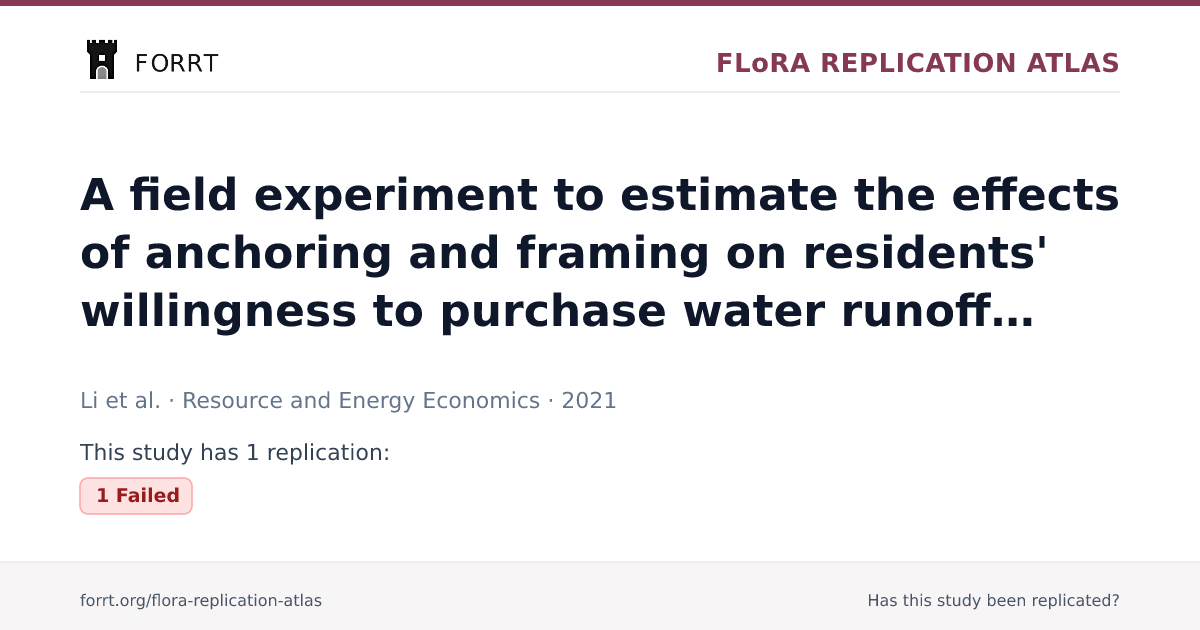 FORRT
FLoRA REPLICATION ATLAS
A field experiment to estimate the effects
of anchoring and framing on residents'
willingness to purchase water runoff…
Li et al. · Resource and Energy Economics · 2021
This study has 1 replication:
1 Failed
forrt.org/flora-replication-atlas
Has this study been replicated?